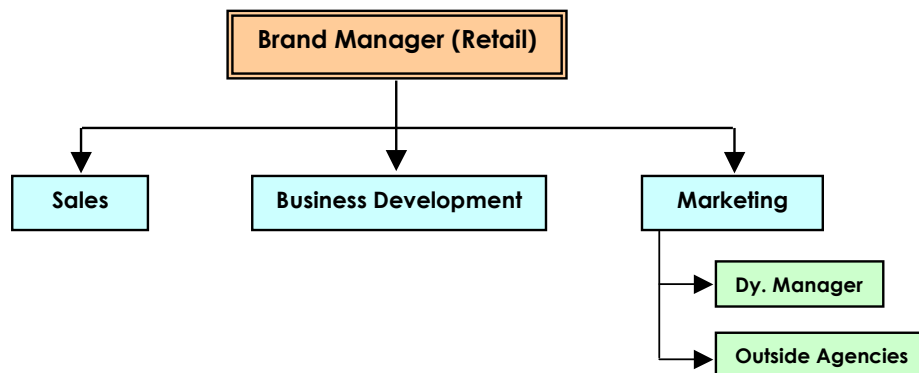 Brand Manager (Retail)
Sales
Business Development
Marketing
Dy. Manager
Outside Agencies